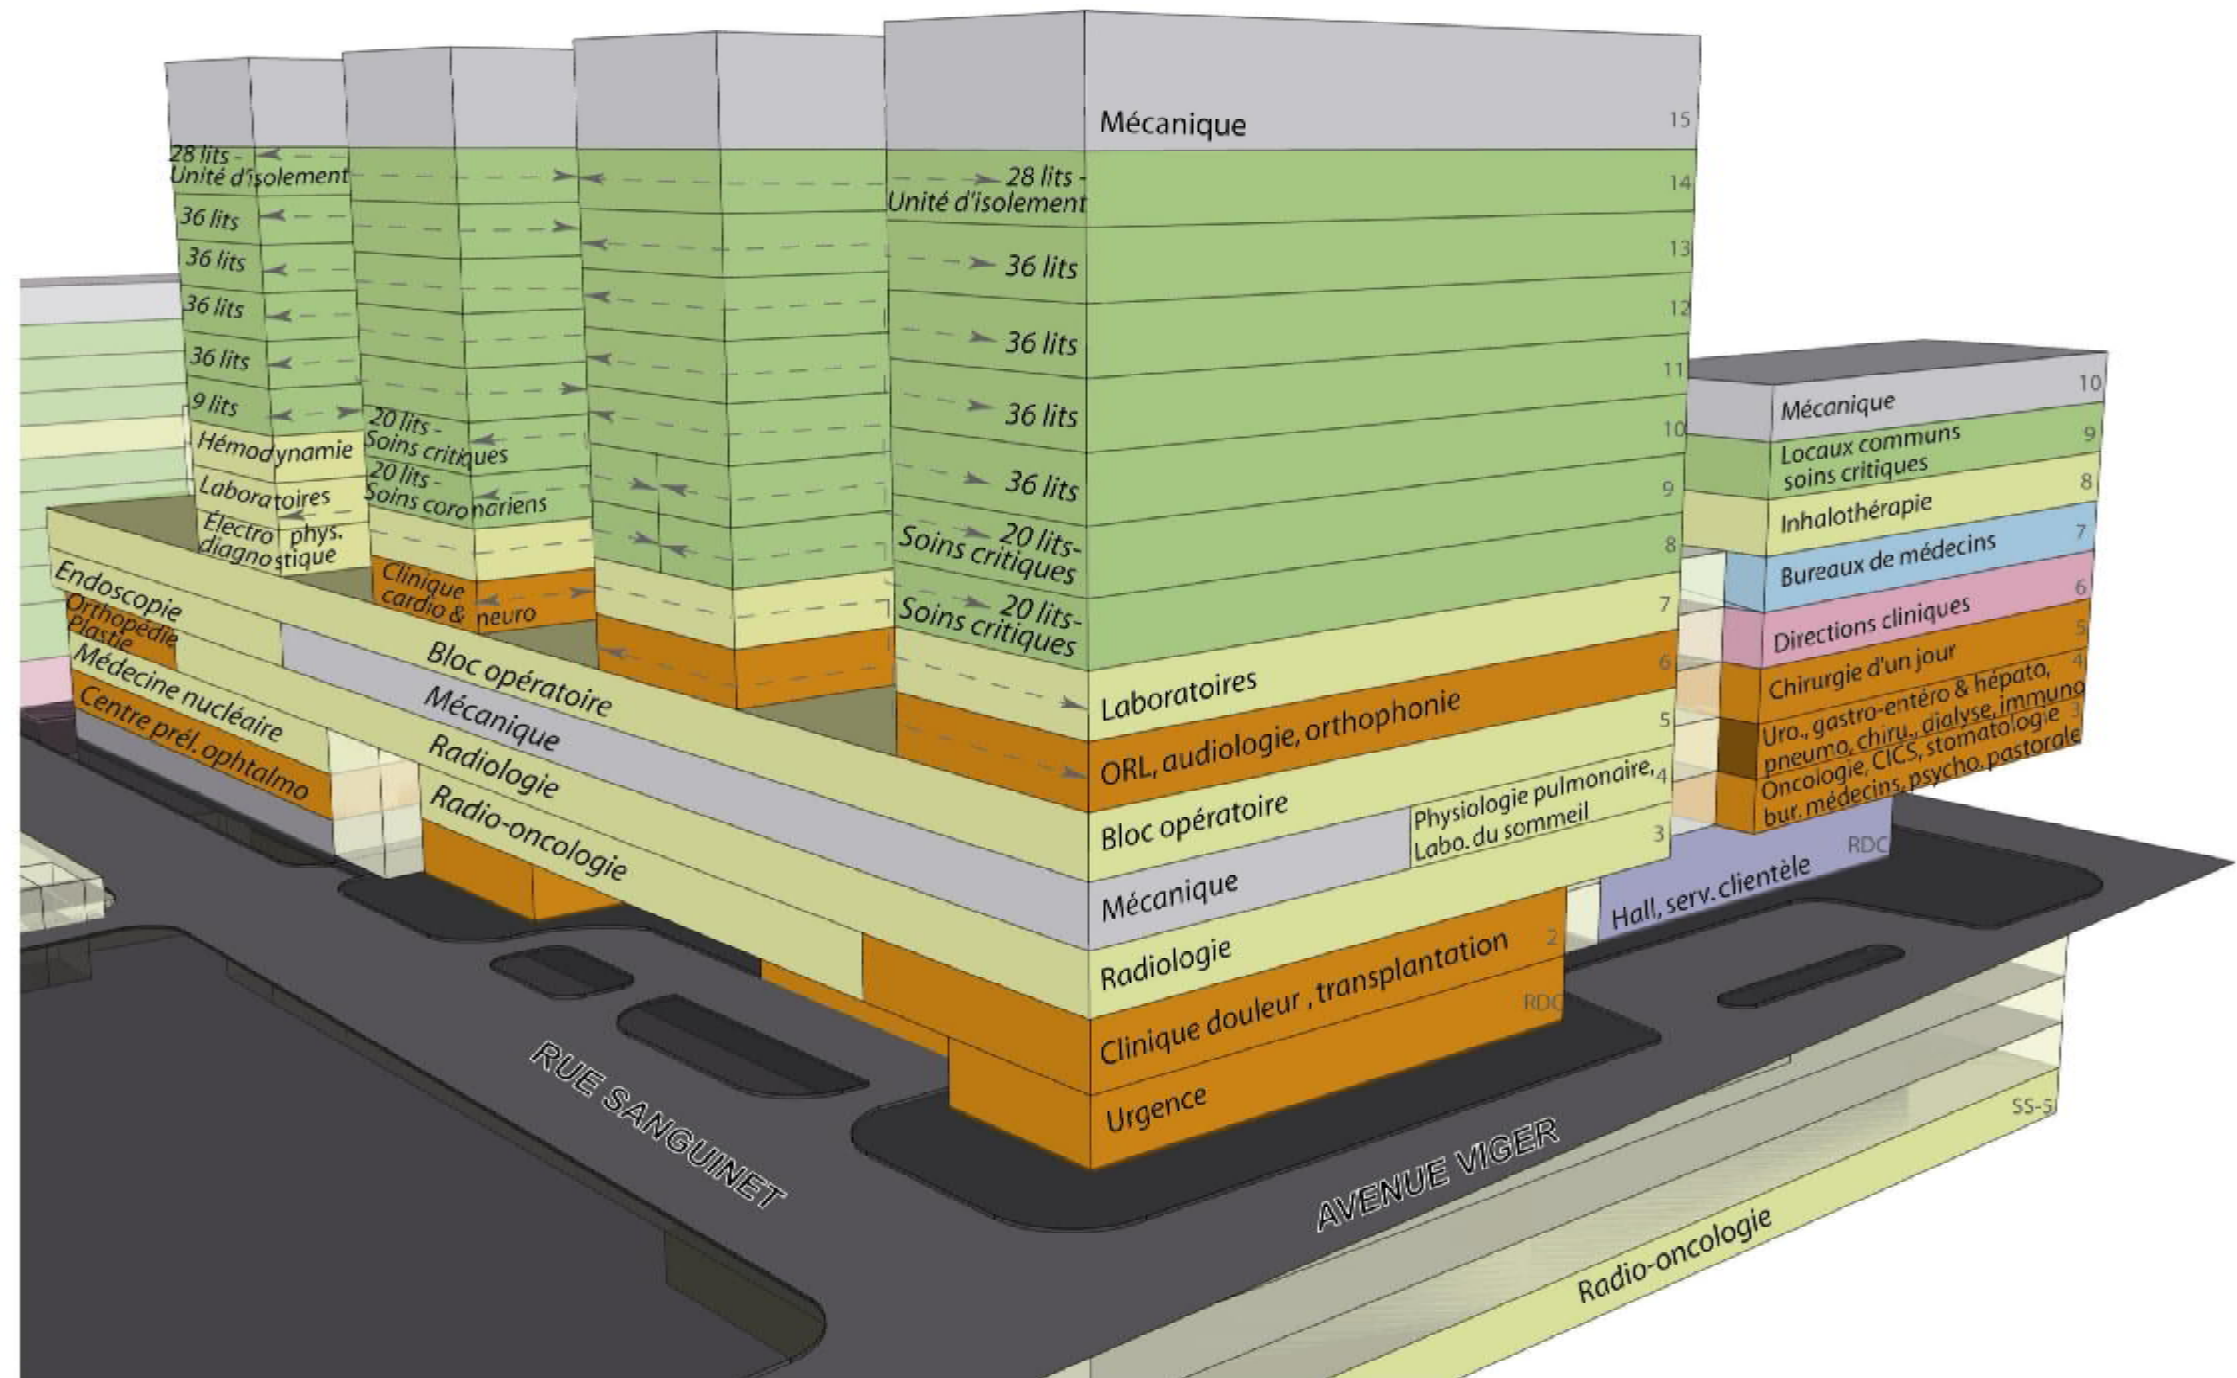 Mécanique 15
28 lits -
Unité d'isolement
36 lits
36 lits
36 lits
36 lits
9 lits
Hémodynamie
Laboratoires
Électro phys.
diagnostique
20 lits -
Soins critiques
20 lits -
Soins coronariens
Clinique
cardio & neuro
28 lits -
Unité d'isolement
14
36 lits
13
36 lits
12
36 lits
11
36 lits
10
20 lits-
Soins critiques
9
20 lits-
Soins critiques
8
Laboratoires 7
ORL, audiologie, orthophonie 6
Bloc opératoire 5
Mécanique
Physiologie pulmonaire, 4
Labo. du sommeil
Radiologie 3
Clinique douleur , transplantation 2
Urgence RDC
Endoscopie
Orthopédie
Plastie
Médecine nucléaire
Centre prél. ophtalmo
Bloc opératoire
Mécanique
Radiologie
Radio-oncologie
Mécanique 10
Locaux communs 9
soins critiques
Inhalothérapie 8
Bureaux de médecins 7
Directions cliniques 6
Chirurgie d'un jour 5
Uro., gastro-entéro & hépato, 4
pneumo, chiru., dialyse, immuno
Oncologie, CICS, stomatologie 3
bur. médecins, psycho, pastorale
Hall, serv. clientèle RDC
RUE SANGUINET
AVENUE VIGER
SS-5
Radio-oncologie